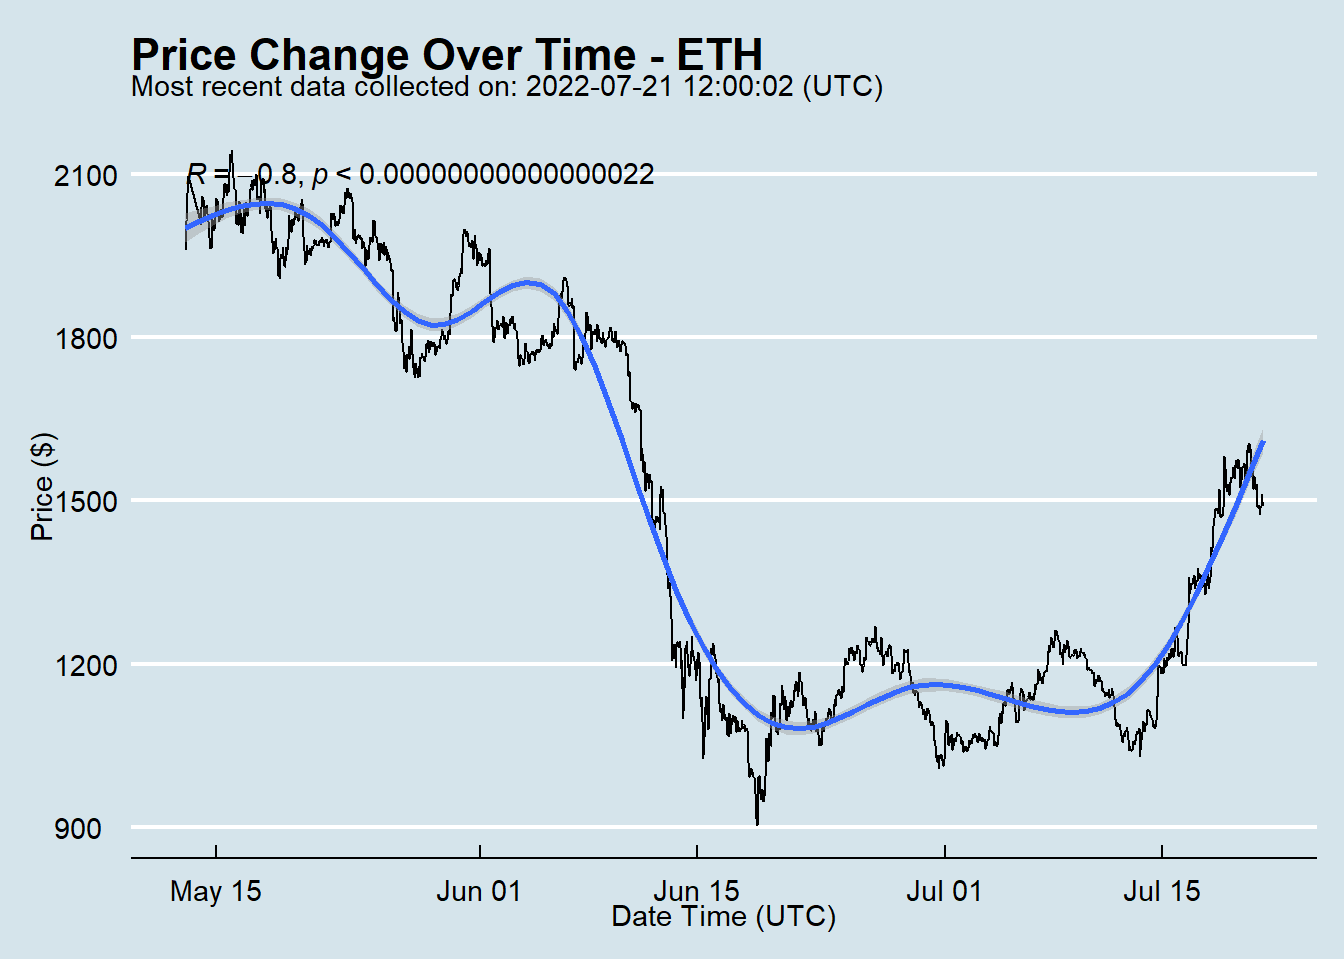 Price Change Over Time - ETH
Most recent data collected on: 2022-07-21 12:00:02 (UTC)
R = −0.8, p < 0.00000000000000022
2100
1800
1500
1200
900
Price ($)
May 15 Jun 01 Jun 15 Jul 01 Jul 15
Date Time (UTC)